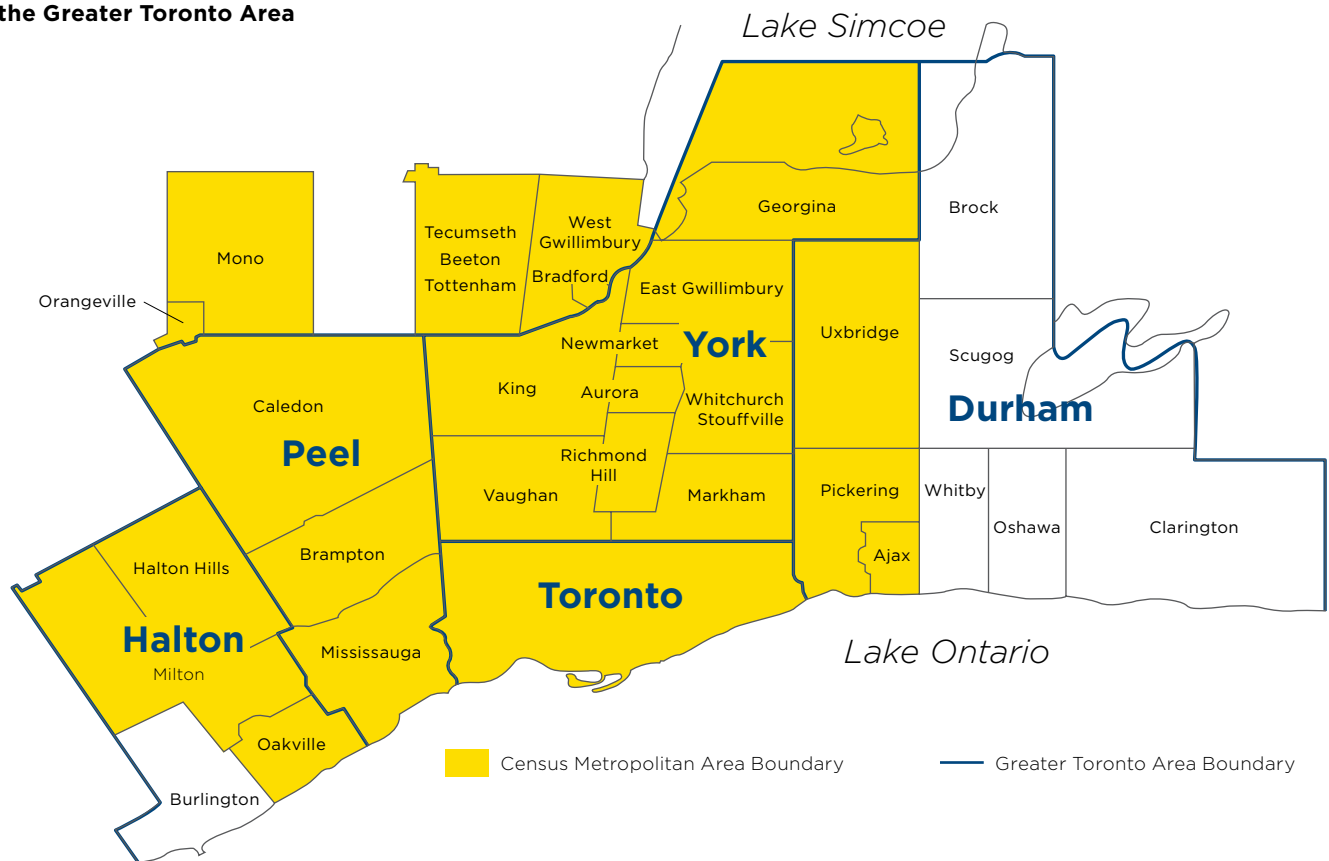 the Greater Toronto Area
Lake Simcoe
Georgina
Brock
Mono
Tecumseth
Beeton
Tottenham
West
Gwillimbury
Bradford
East Gwillimbury
Orangeville
Newmarket
York
Uxbridge
Scugog
King
Aurora
Whitchurch
Stouffville
Durham
Caledon
Peel
Richmond
Hill
Vaughan
Markham
Pickering
Whitby
Oshawa
Clarington
Brampton
Ajax
Halton Hills
Toronto
Halton
Milton
Mississauga
Lake Ontario
Oakville
Burlington
Census Metropolitan Area Boundary
Greater Toronto Area Boundary